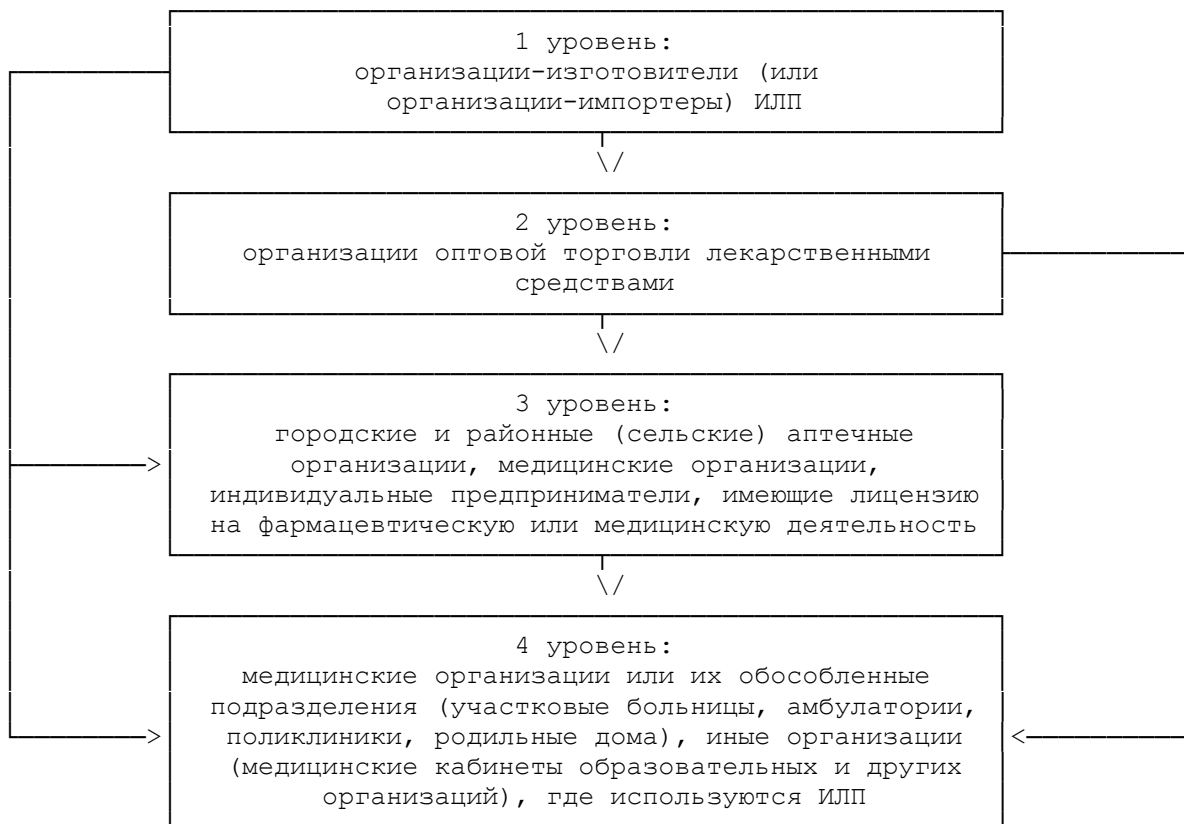 1 уровень:
организации-изготовители (или
организации-импортеры) ИЛП
2 уровень:
организации оптовой торговли лекарственными
средствами
3 уровень:
городские и районные (сельские) аптечные
организации, медицинские организации,
индивидуальные предприниматели, имеющие лицензию
на фармацевтическую или медицинскую деятельность
4 уровень:
медицинские организации или их обособленные
подразделения (участковые больницы, амбулатории,
поликлиники, родильные дома), иные организации
(медицинские кабинеты образовательных и других
организаций), где используются ИЛП